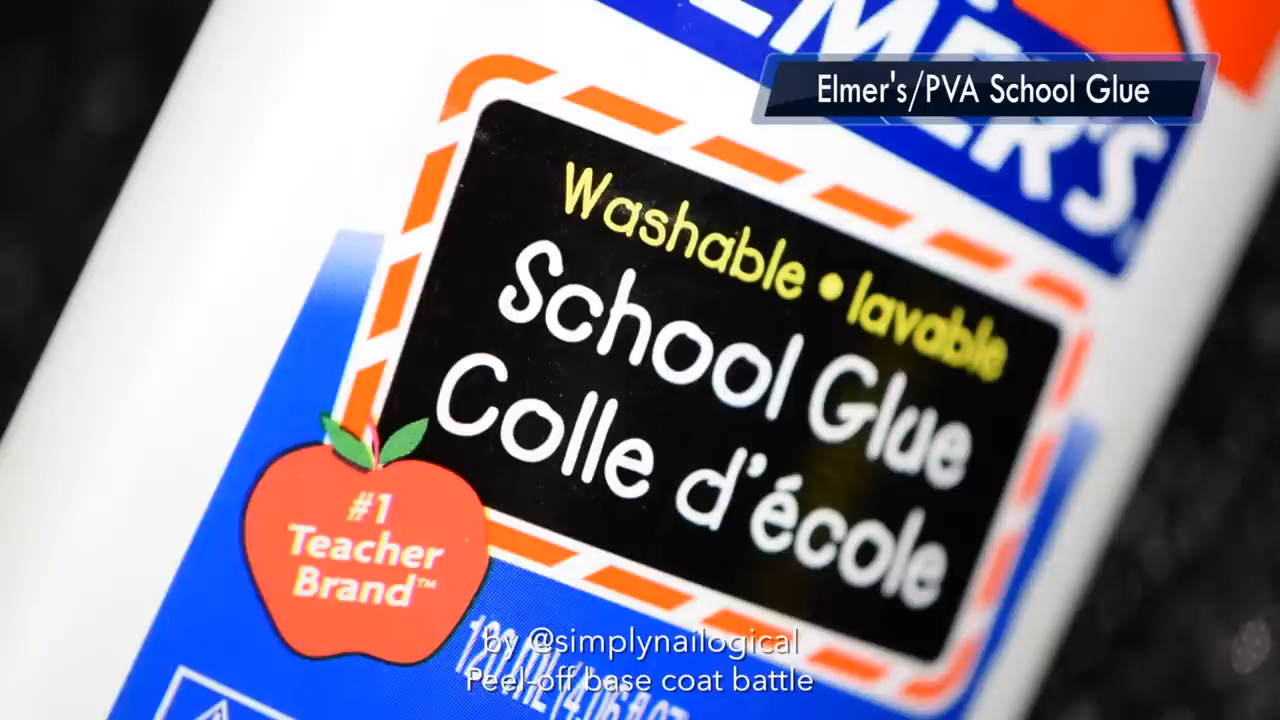 ELMER'S
Elmer's/PVA School Glue
Washable • lavable
School Glue
Colle d'école
#1
Teacher
Brand™
by @simplynailogical
Peel-off base coat battle